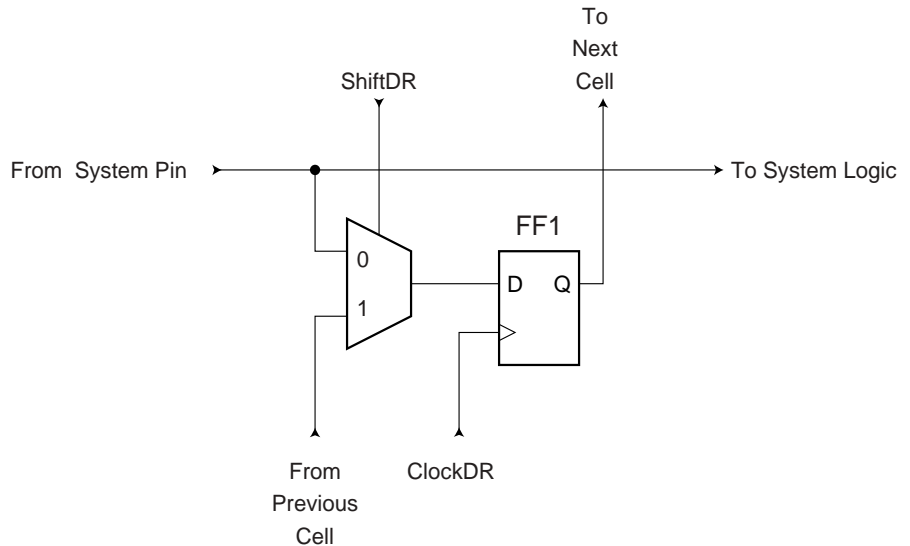 To
Next
Cell
ShiftDR
From System Pin
To System Logic
FF1
0
D Q
1
From
Previous
Cell
ClockDR